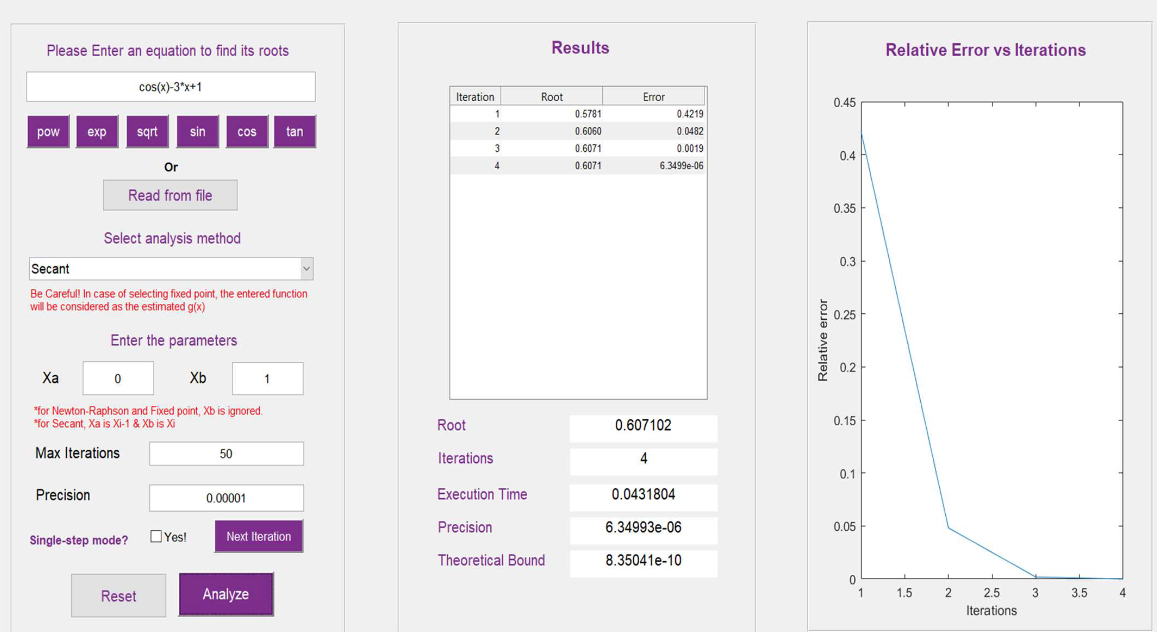 Please Enter an equation to find its roots
cos(x)-3*x+1
pow exp sqrt sin cos tan
Or
Read from file
Select analysis method
Secant
Be Careful! In case of selecting fixed point, the entered function
will be considered as the estimated g(x)
Enter the parameters
Xa 0 Xb 1
*for Newton-Raphson and Fixed point, Xb is ignored.
*for Secant, Xa is Xi-1 & Xb is Xi
Max Iterations 50
Precision 0.00001
Single-step mode? Yes! Next Iteration
Reset Analyze
Results
Iteration Root Error
1 0.5781 0.4219
2 0.6060 0.0482
3 0.6071 0.0019
4 0.6071 6.3499e-06
Root 0.607102
Iterations 4
Execution Time 0.0431804
Precision 6.34993e-06
Theoretical Bound 8.35041e-10
Relative Error vs Iterations
0.45
0.4
0.35
0.3
0.25
0.2
0.15
0.1
0.05
0
Relative error
1 1.5 2 2.5 3 3.5 4
Iterations